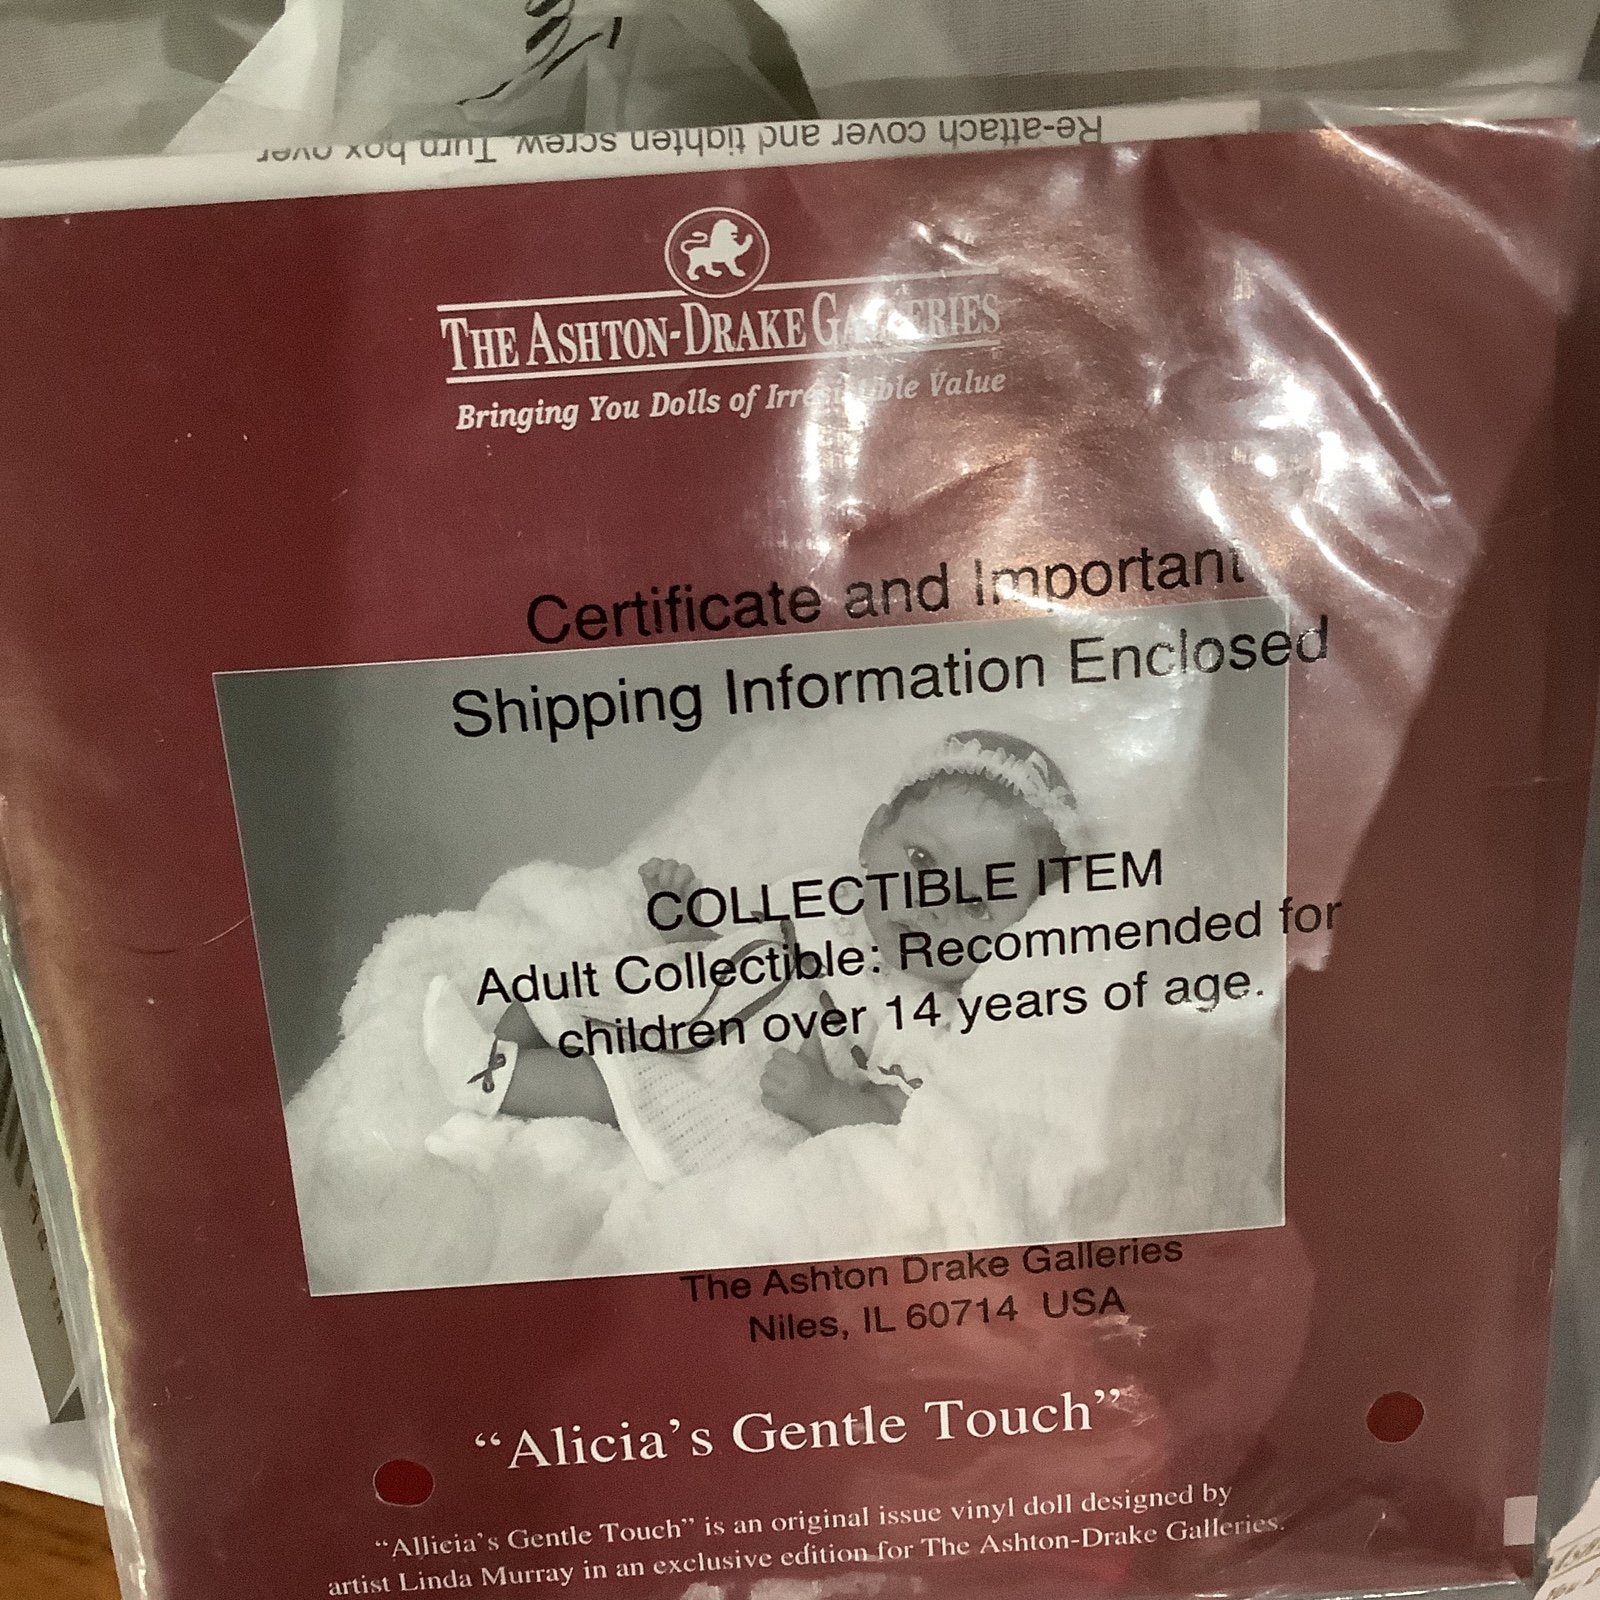 Re-attach cover and tighten screw. Turn box over
THE ASHTON-DRAKE GALLERIES
Bringing You Dolls of Irresistible Value
Certificate and Important
Shipping Information Enclosed
COLLECTIBLE ITEM
Adult Collectible: Recommended for
children over 14 years of age.
The Ashton Drake Galleries
Niles, IL 60714 USA
“Alicia’s Gentle Touch”
“Allicia’s Gentle Touch” is an original issue vinyl doll designed by
artist Linda Murray in an exclusive edition for The Ashton-Drake Galleries.